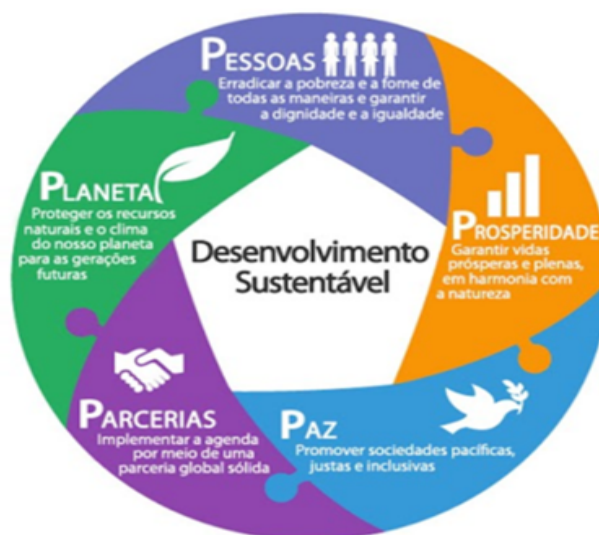 PESSOAS
Erradicar a pobreza e a fome de
todas as maneiras e garantir
a dignidade e a igualdade
PLANETA
Proteger os recursos
naturais e o clima
do nosso planeta
para as gerações
futuras
PROSPERIDADE
Garantir vidas
prósperas e plenas,
em harmonia com
a natureza
Desenvolvimento
Sustentável
PARCERIAS
Implementar a agenda
por meio de uma
parceria global sólida
PAZ
Promover sociedades pacíficas,
justas e inclusivas